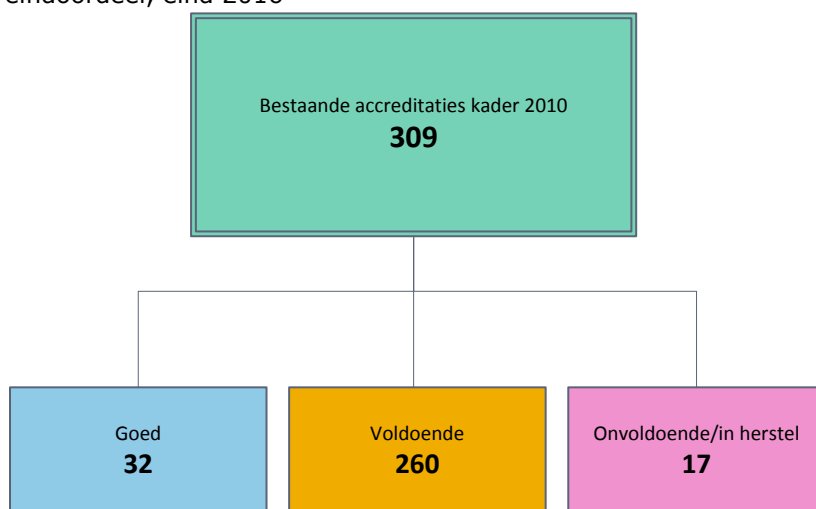 eindoordeel, eind 2016
Bestaande accreditaties kader 2010
309
Goed
32
Voldoende
260
Onvoldoende/in herstel
17